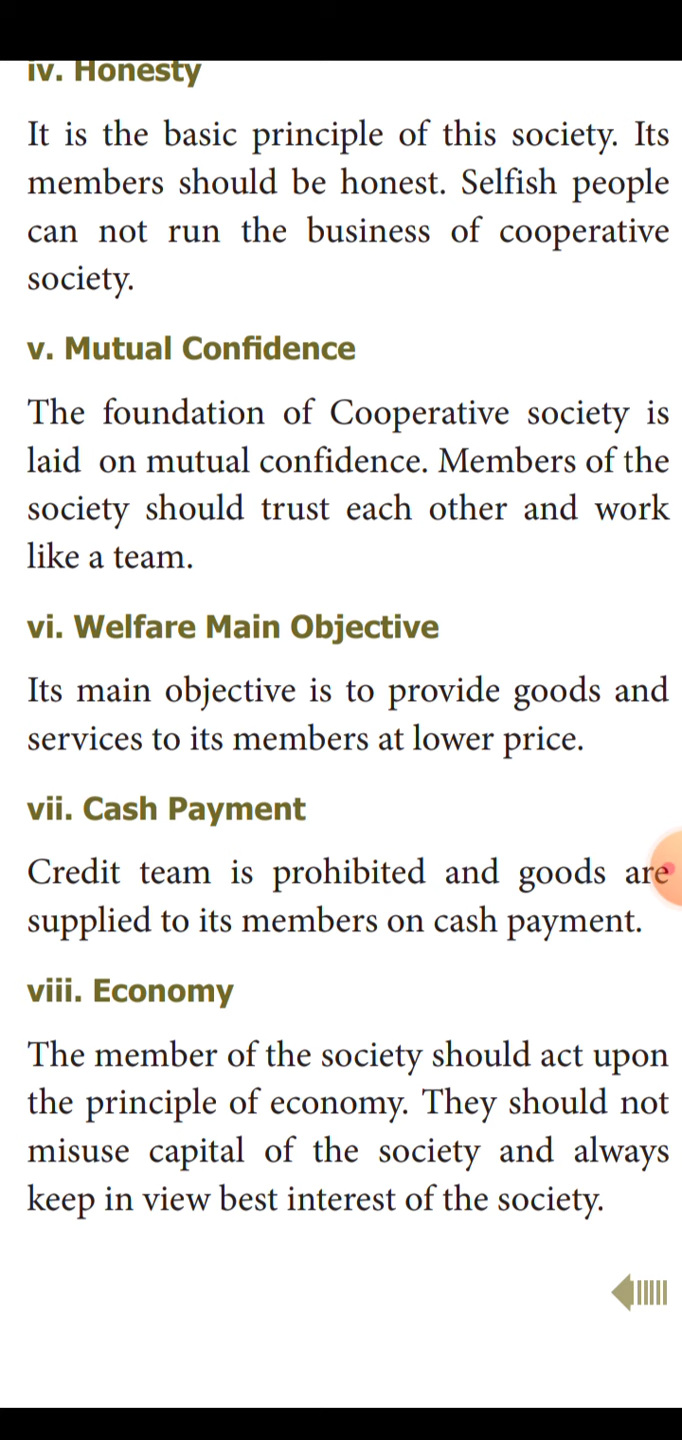 iv. Honesty
It is the basic principle of this society. Its
members should be honest. Selfish people
can not run the business of cooperative
society.
v. Mutual Confidence
The foundation of Cooperative society is
laid on mutual confidence. Members of the
society should trust each other and work
like a team.
vi. Welfare Main Objective
Its main objective is to provide goods and
services to its members at lower price.
vii. Cash Payment
Credit team is prohibited and goods are
supplied to its members on cash payment.
viii. Economy
The member of the society should act upon
the principle of economy. They should not
misuse capital of the society and always
keep in view best interest of the society.